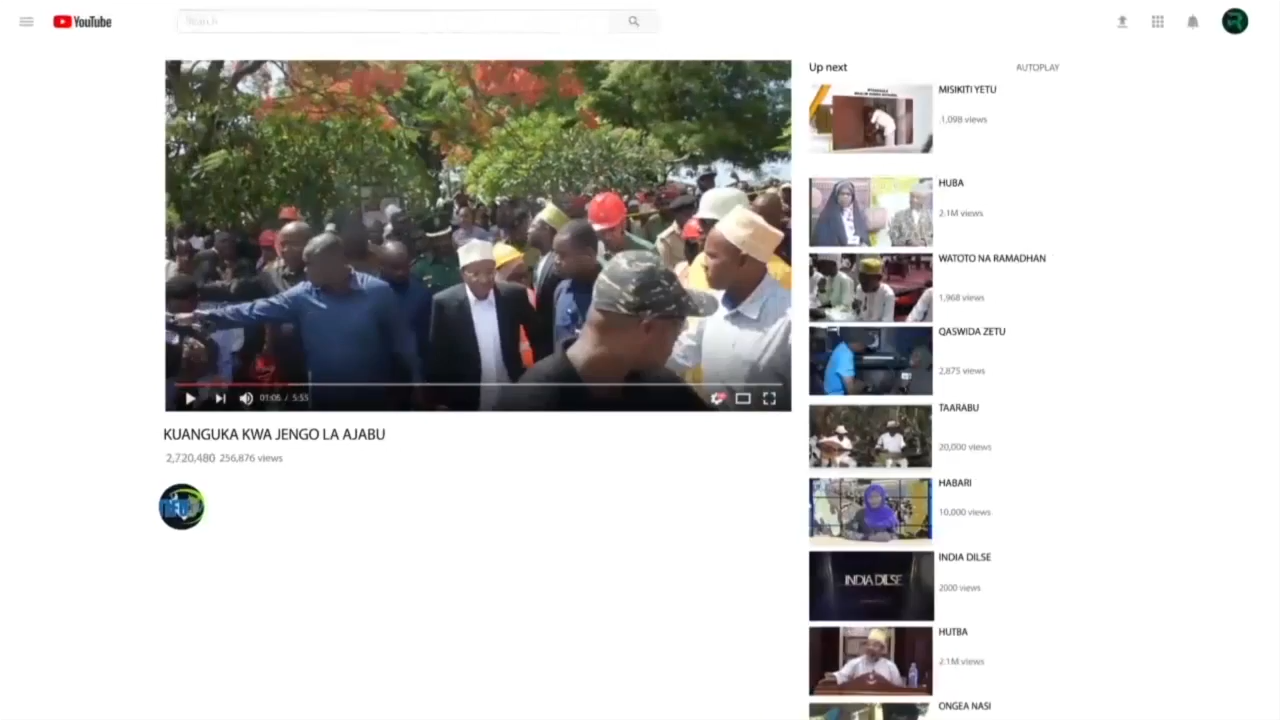 YouTube
Search
01:06 / 5:55
KUANGUKA KWA JENGO LA AJABU
2,720,480 256,876 views
Up next
AUTOPLAY
MISIKITI YETU
1,098 views
HUBA
2.1M views
WATOTO NA RAMADHAN
1,968 views
QASWIDA ZETU
2,875 views
TAARABU
20,000 views
HABARI
10,000 views
INDIA DILSE
INDIA DILSE
2000 views
HUTBA
2.1M views
ONGEA NASI